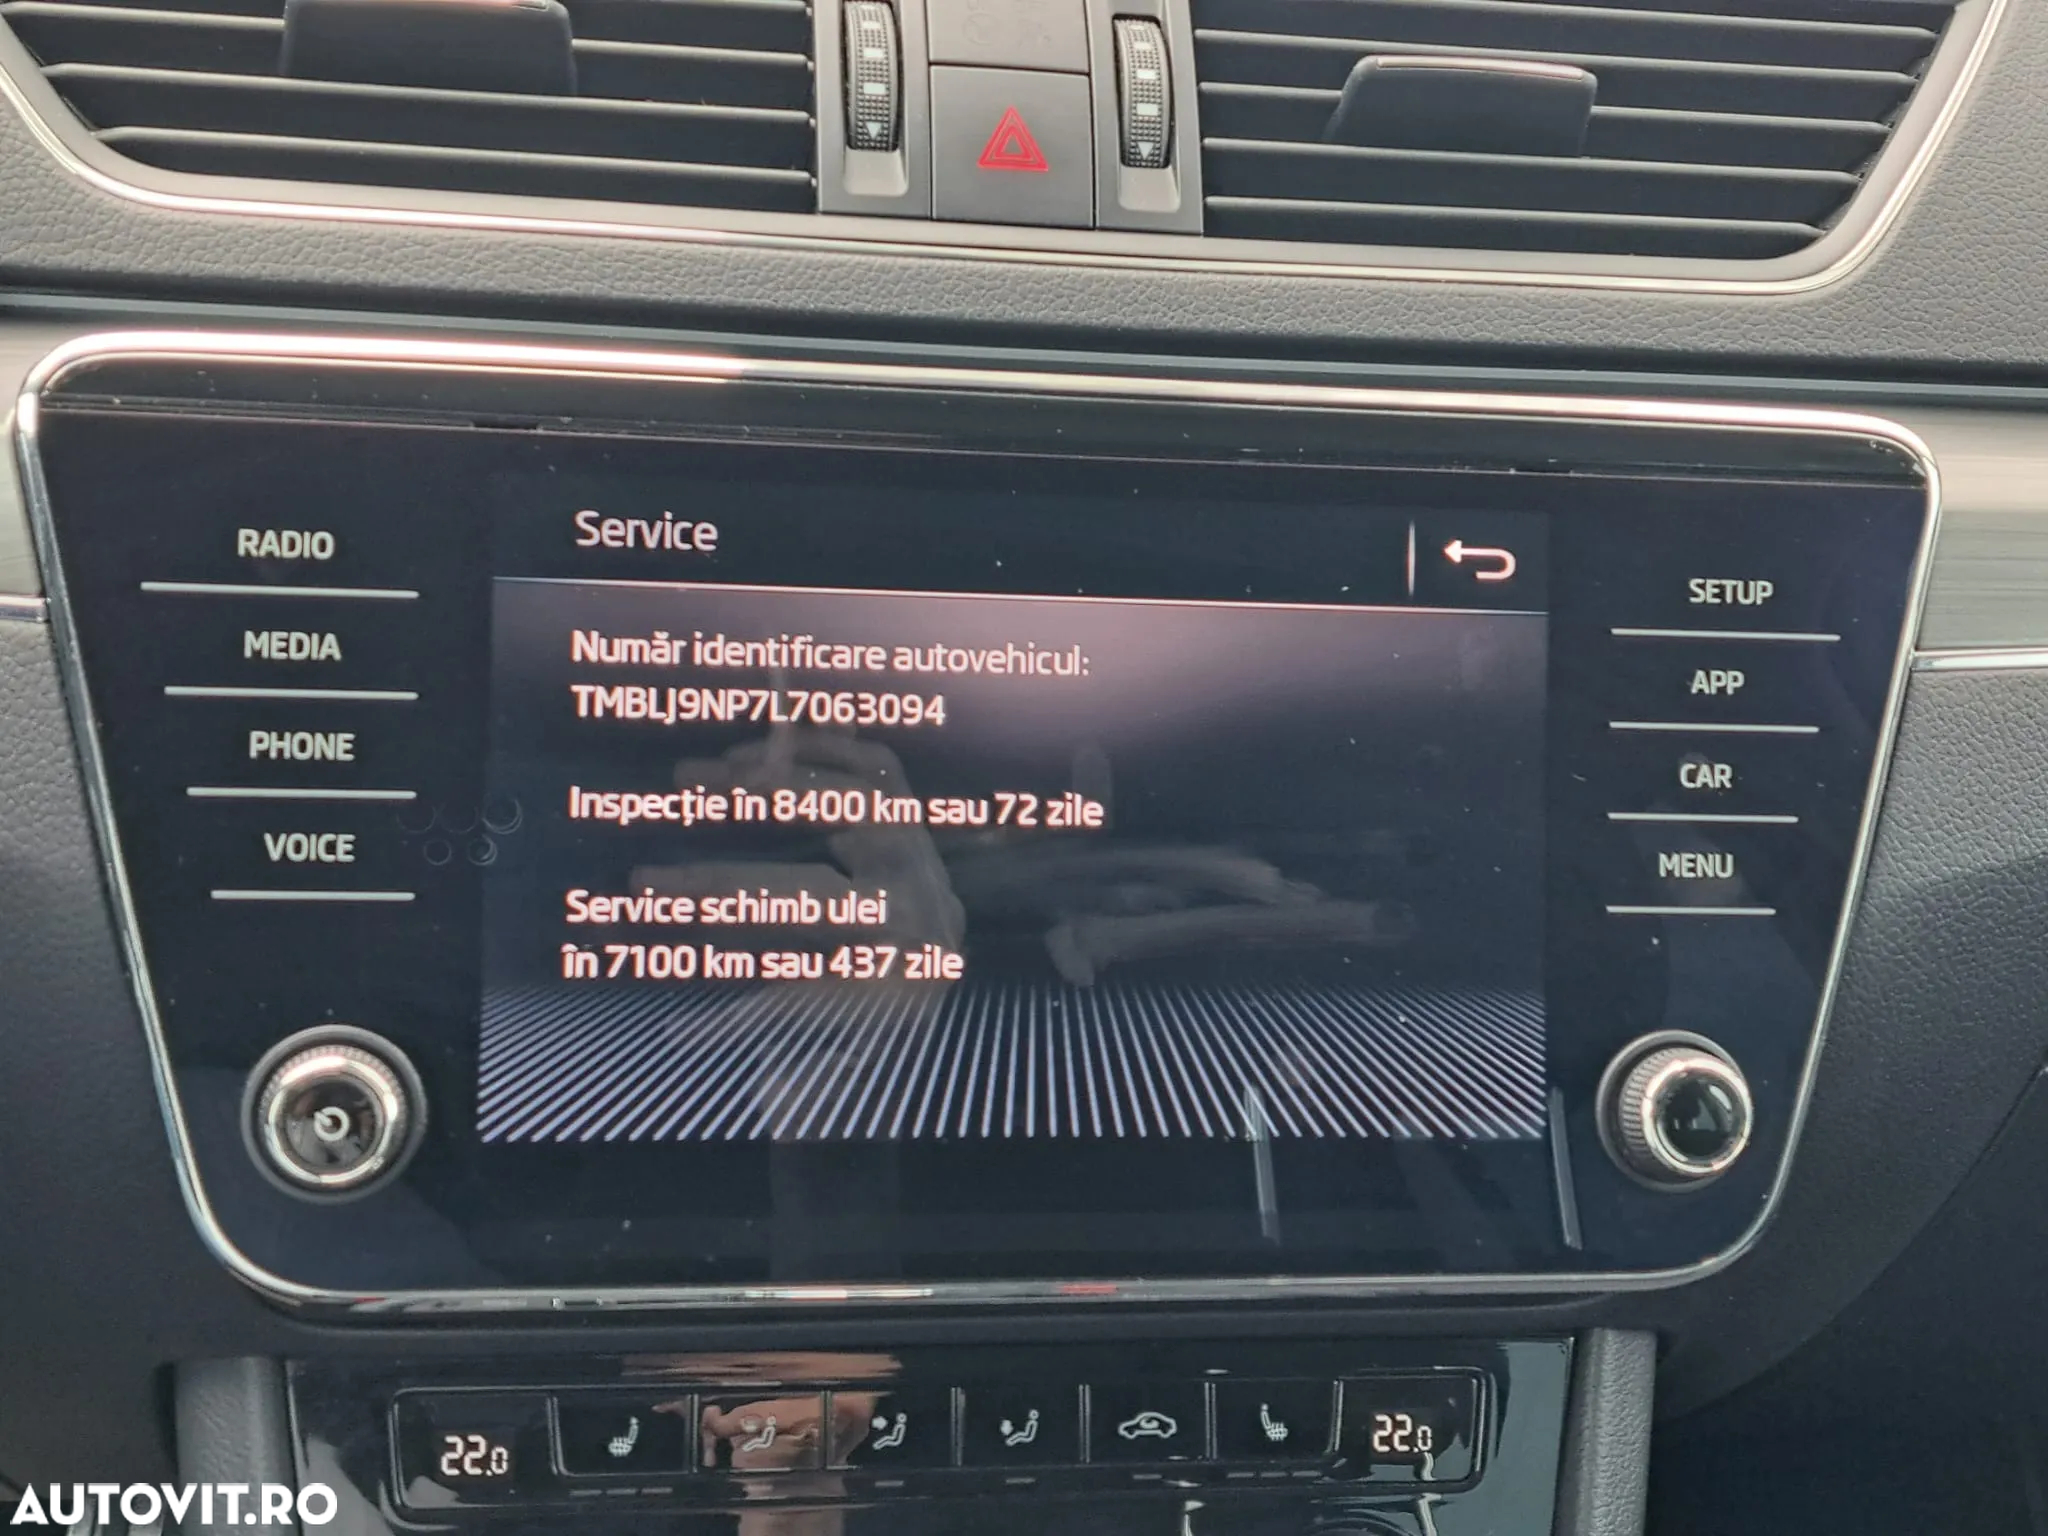 RADIO
MEDIA
PHONE
VOICE
Service
Număr identificare autovehicul:
TMBLJ9NP7L7063094
Inspecție în 8400 km sau 72 zile
Service schimb ulei
în 7100 km sau 437 zile
SETUP
APP
CAR
MENU
22.0
22.0
AUTOVIT.RO